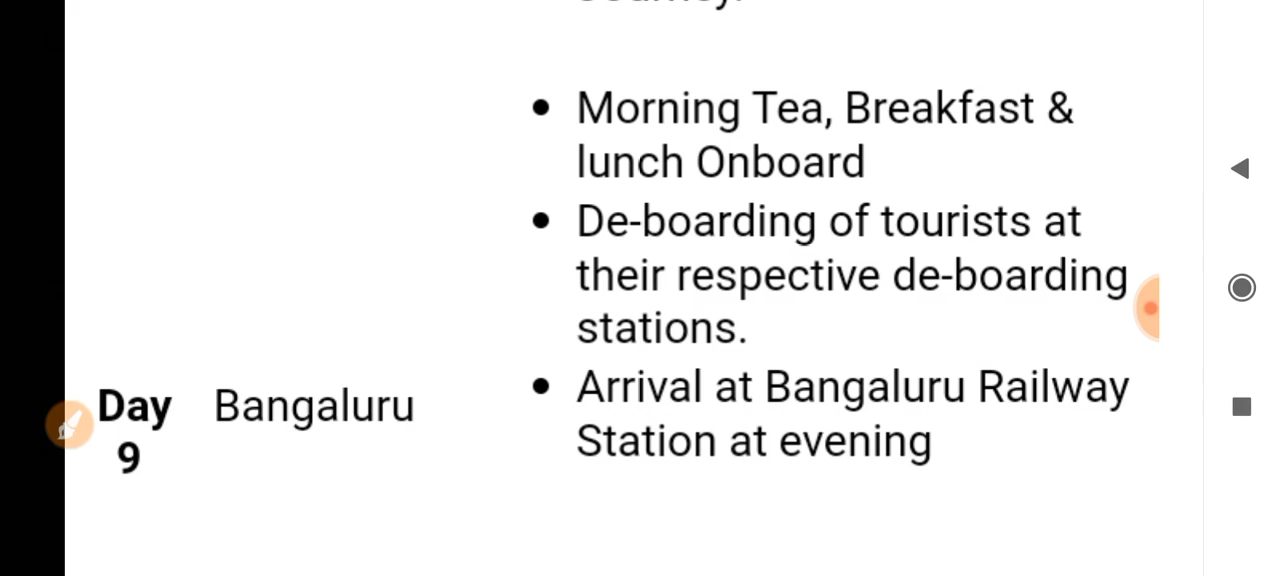 Morning Tea, Breakfast &
lunch Onboard
De-boarding of tourists at
their respective de-boarding
stations.
Day Bangaluru
9
Arrival at Bangaluru Railway
Station at evening